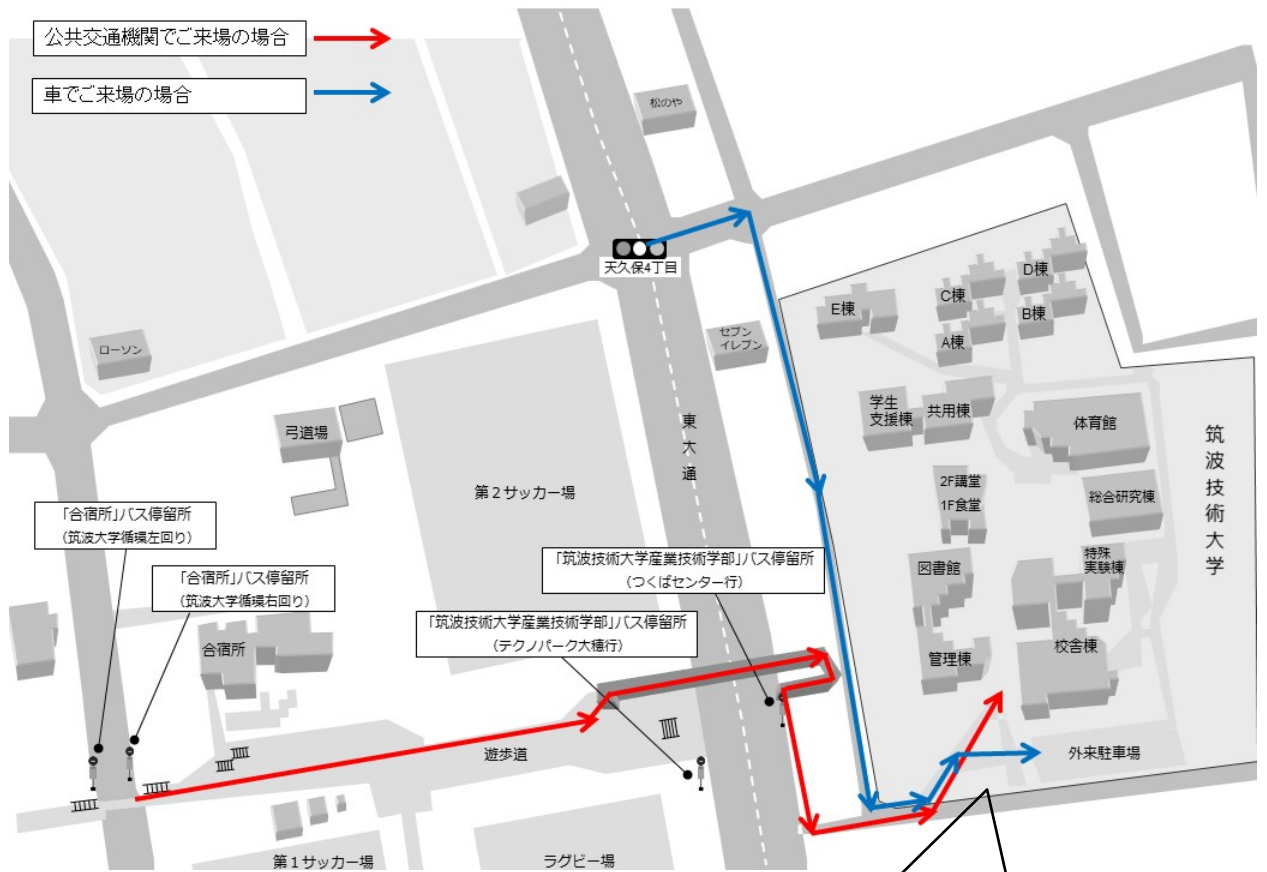 公共交通機関でご来場の場合
車でご来場の場合
松のや
天久保4丁目
セブン
イレブン
ローソン
弓道場
東大通
第2サッカー場
E棟
C棟
D棟
A棟
B棟
学生
支援棟
共用棟
体育館
2F講堂
1F食堂
総合研究棟
筑波技術大学
図書館
特殊
実験棟
管理棟
校舎棟
外来駐車場
「合宿所」バス停留所
(筑波大学循環左回り)
「合宿所」バス停留所
(筑波大学循環右回り)
「筑波技術大学産業技術学部」バス停留所
(つくばセンター行)
「筑波技術大学産業技術学部」バス停留所
(テクノパーク大穂行)
合宿所
遊歩道
第1サッカー場
ラグビー場